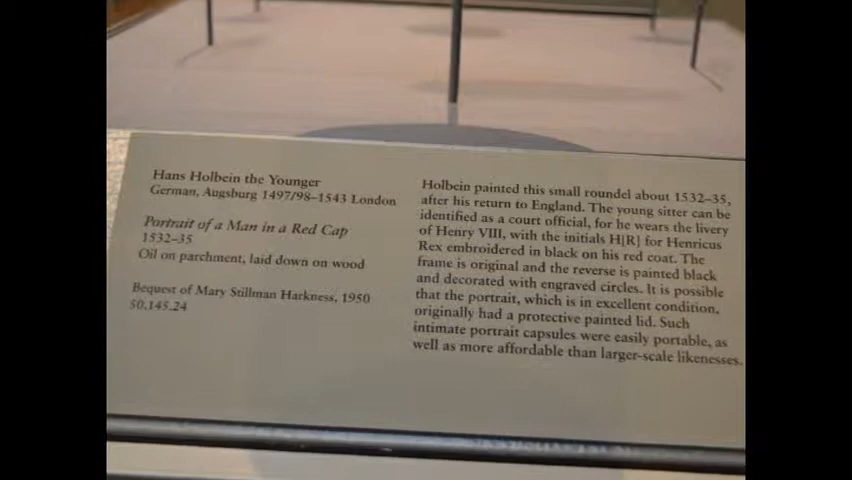 Hans Holbein the Younger
German, Augsburg 1497/98–1543 London
Portrait of a Man in a Red Cap
1532–35
Oil on parchment, laid down on wood
Bequest of Mary Stillman Harkness, 1950
50.145.24
Holbein painted this small roundel about 1532–35,
after his return to England. The young sitter can be
identified as a court official, for he wears the livery
of Henry VIII, with the initials H[R] for Henricus
Rex embroidered in black on his red coat. The
frame is original and the reverse is painted black
and decorated with engraved circles. It is possible
that the portrait, which is in excellent condition,
originally had a protective painted lid. Such
intimate portrait capsules were easily portable, as
well as more affordable than larger-scale likenesses.